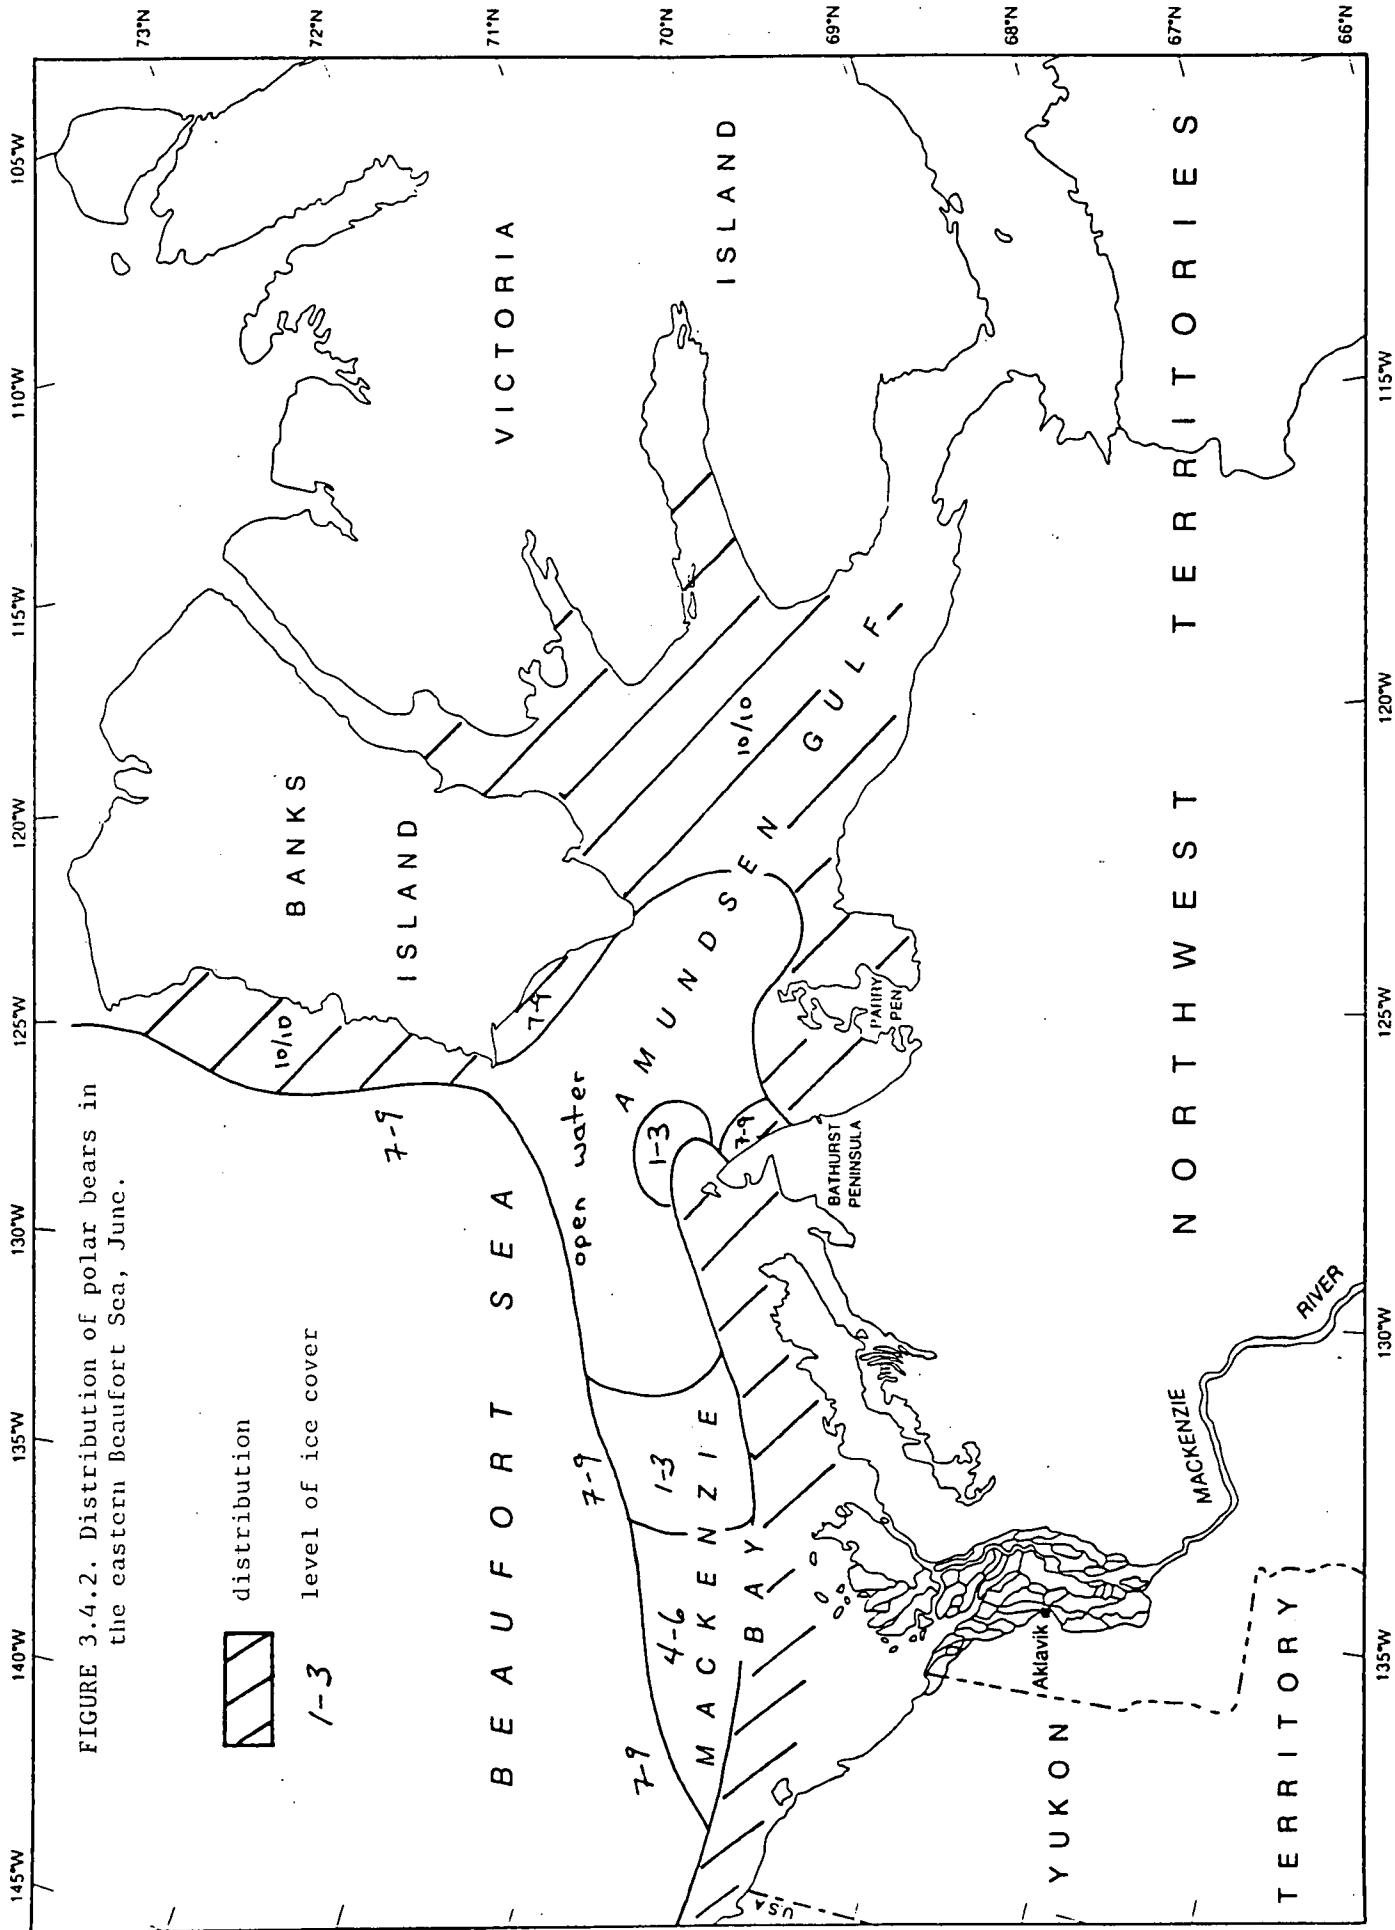 FIGURE 3.4.2. Distribution of polar bears in
the eastern Beaufort Sea, June.
distribution
1-3 level of ice cover
145°W
140°W
135°W
130°W
125°W
120°W
115°W
110°W
105°W
73°N
72°N
71°N
70°N
69°N
68°N
67°N
66°N
135°W
130°W
125°W
120°W
115°W
BEAUFORT SEA
7-9
7-9
7-9
10/10
BANKS
ISLAND
VICTORIA
ISLAND
7-9
open water
AMUNDSEN GULF
10/10
1-3
7-9
1-3
4-6
MACKENZIE
BAY
BATHURST
PENINSULA
PARRY
PEN
USA
Aklavik
MACKENZIE
RIVER
YUKON
TERRITORY
NORTHWEST TERRITORIES